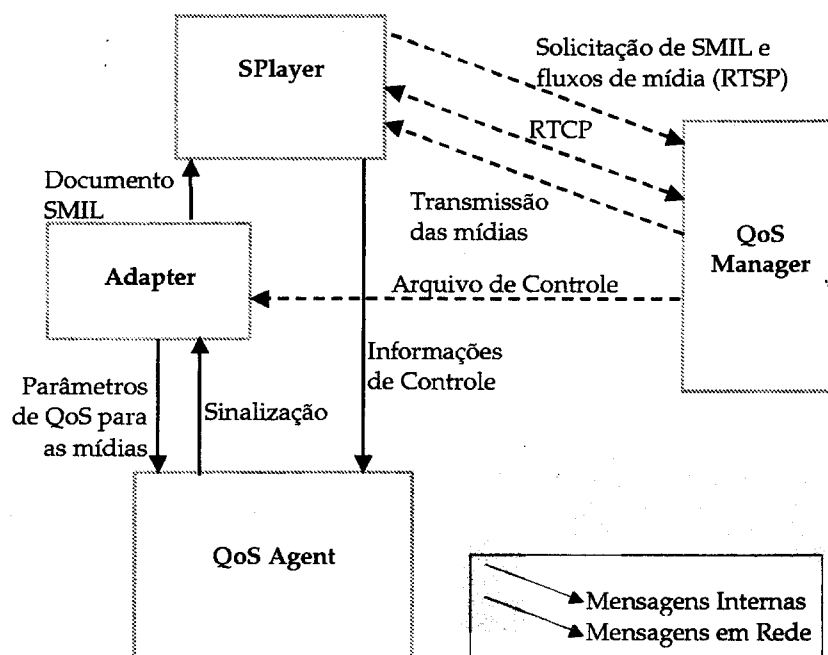 SPlayer
Solicitação de SMIL e
fluxos de mídia (RTSP)
RTCP
Documento
SMIL
Transmissão
das mídias
QoS
Manager
Adapter
Arquivo de Controle
Informações
de Controle
Parâmetros
de QoS para
as mídias
Sinalização
QoS Agent
Mensagens Internas
Mensagens em Rede